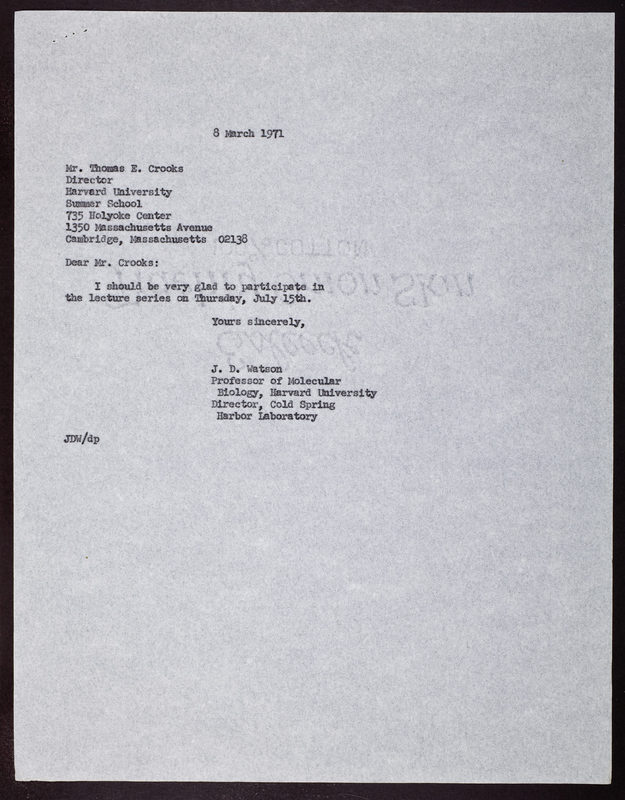 8 March 1971
Mr. Thomas E. Crooks
Director
Harvard University
Summer School
735 Holyoke Center
1350 Massachusetts Avenue
Cambridge, Massachusetts 02138
Dear Mr. Crooks:
I should be very glad to participate in
the lecture series on Thursday, July 15th.
Yours sincerely,
J. D. Watson
Professor of Molecular
Biology, Harvard University
Director, Cold Spring
Harbor Laboratory
JDW/dp